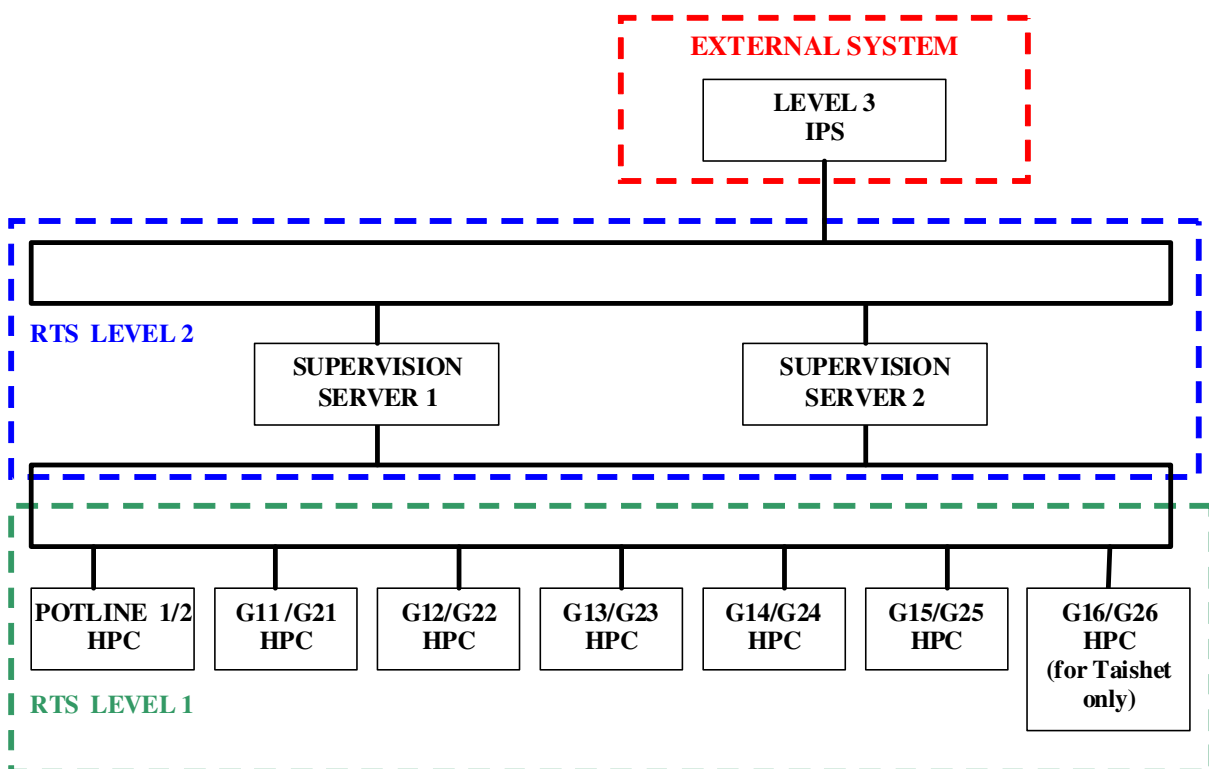 EXTERNAL SYSTEM
LEVEL 3
IPS
RTS LEVEL 2
SUPERVISION
SERVER 1
SUPERVISION
SERVER 2
POTLINE 1/2
HPC
G11/G21
HPC
G12/G22
HPC
G13/G23
HPC
G14/G24
HPC
G15/G25
HPC
G16/G26
HPC
(for Taishet
only)
RTS LEVEL 1